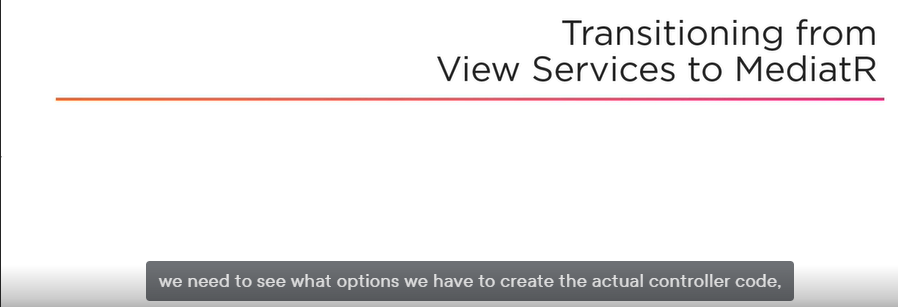 Transitioning from
View Services to MediatR
we need to see what options we have to create the actual controller code,